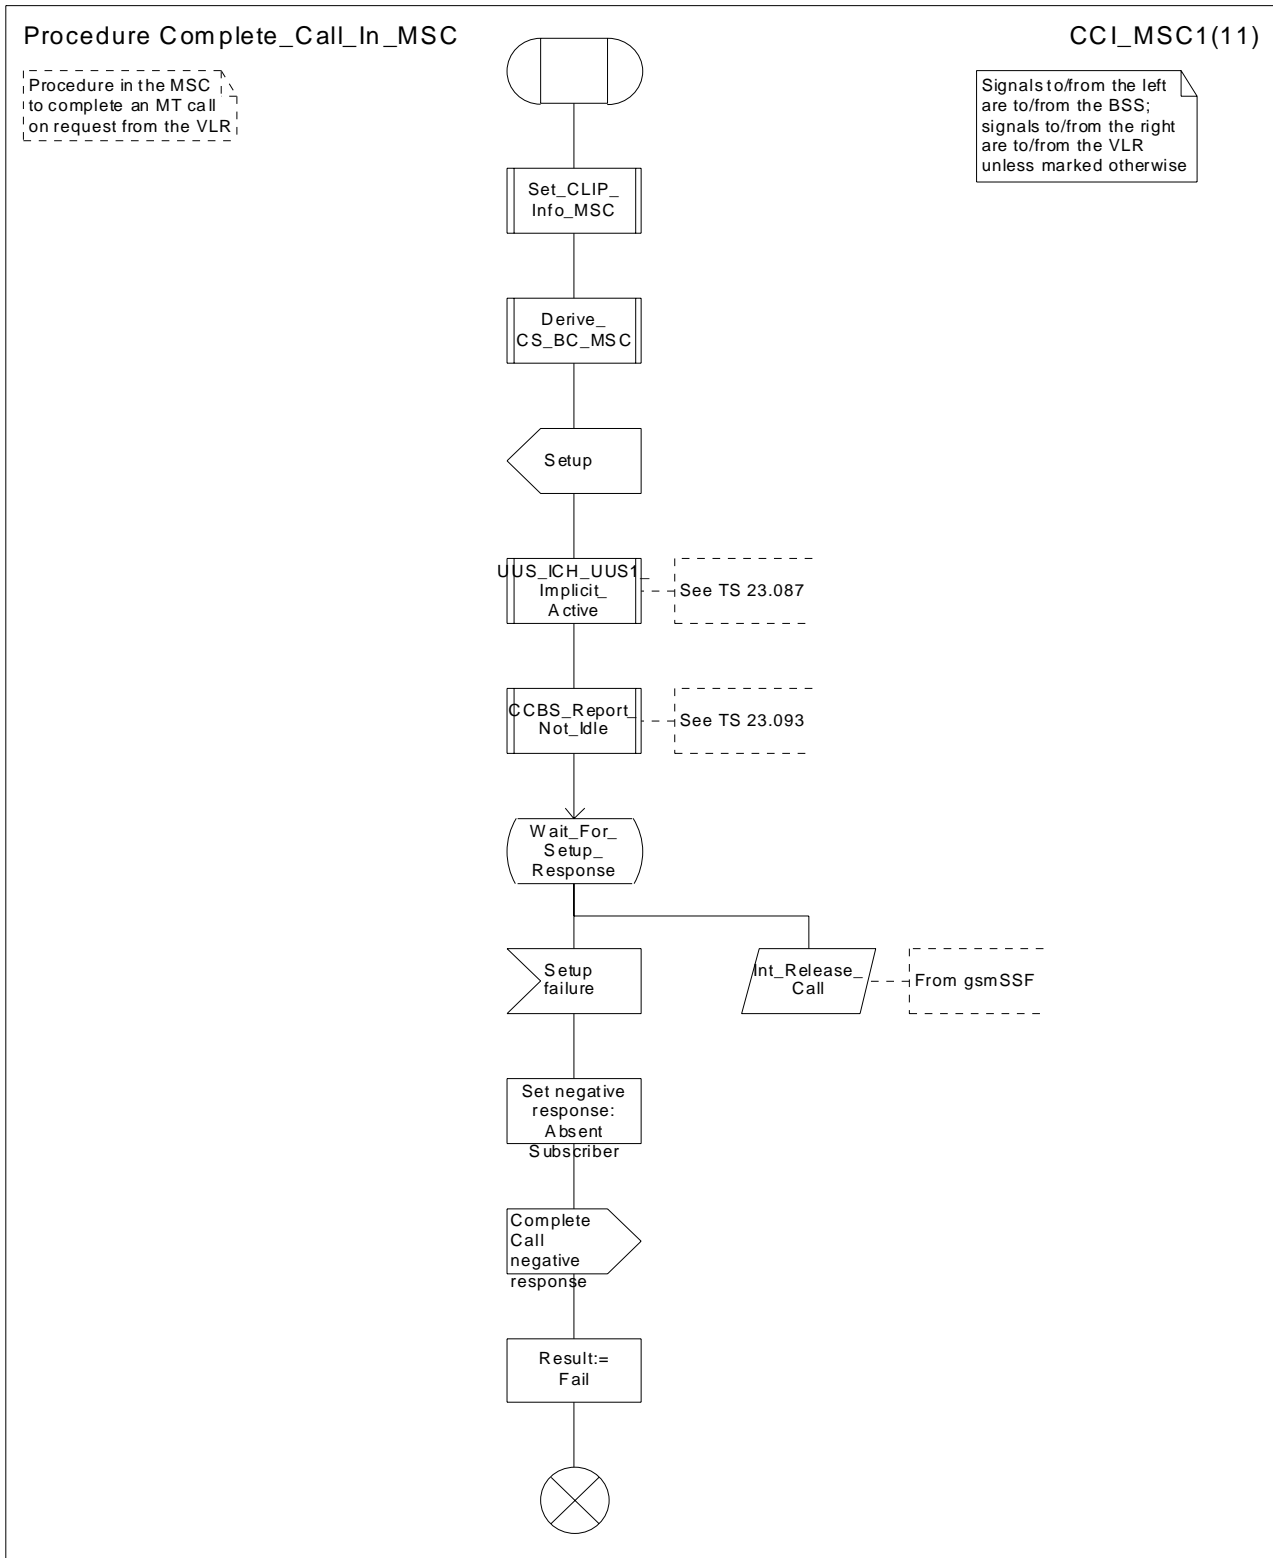 Procedure Complete_Call_In_MSC
CCI_MSC1(11)
Procedure in the MSC
to complete an MT call
on request from the VLR
Signals to/from the left
are to/from the BSS;
signals to/from the right
are to/from the VLR
unless marked otherwise
Set_CLIP_
Info_MSC
Derive_
CS_BC_MSC
Setup
UUS_ICH_UUS1_
Implicit_
Active
See TS 23.087
CCBS_Report_
Not_Idle
See TS 23.093
Wait_For_
Setup_
Response
Setup
failure
Int_Release_
Call
From gsmSSF
Set negative
response:
Absent
Subscriber
Complete
Call
negative
response
Result:=
Fail